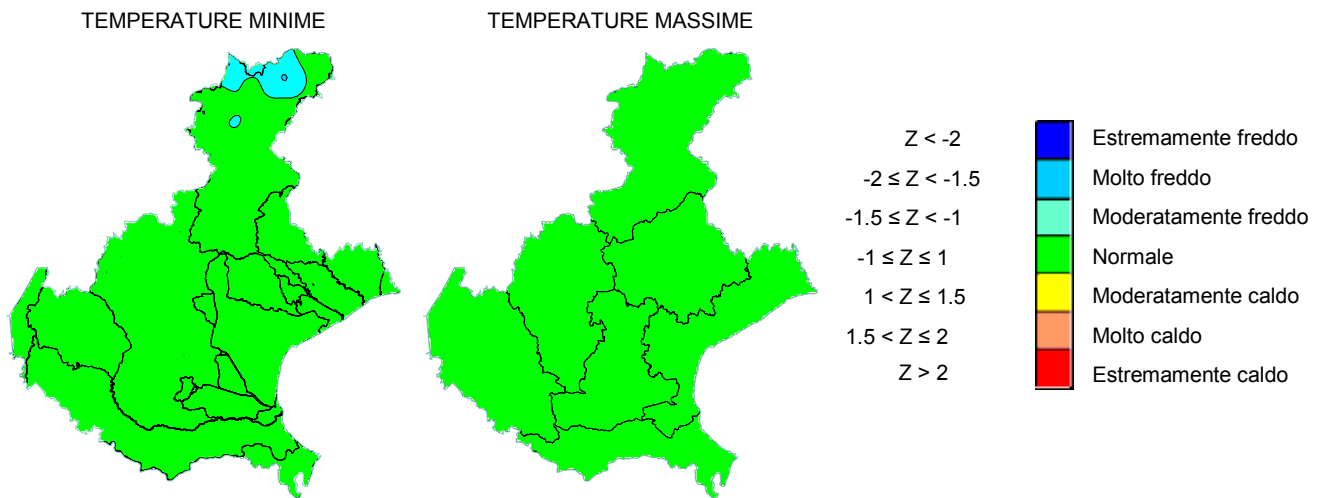 TEMPERATURE MINIME
TEMPERATURE MASSIME
Z < -2
Estremamente freddo
-2 ≤ Z < -1.5
Molto freddo
-1.5 ≤ Z < -1
Moderatamente freddo
-1 ≤ Z ≤ 1
Normale
1 < Z ≤ 1.5
Moderatamente caldo
1.5 < Z ≤ 2
Molto caldo
Z > 2
Estremamente caldo